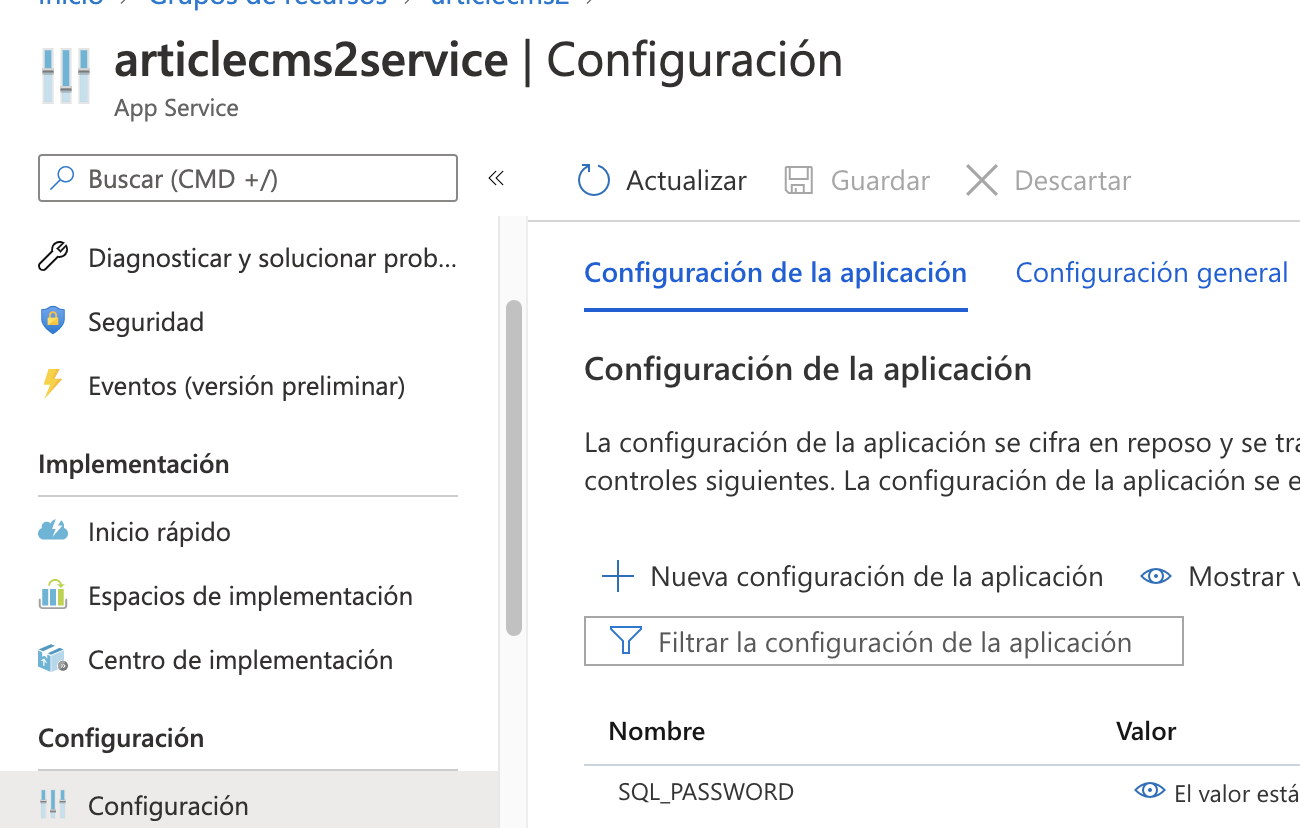 Inicio > Grupos de recursos > articlecms2 >
articlecms2service | Configuración
App Service
Buscar (CMD +/)
«
Actualizar
Guardar
Descartar
Diagnosticar y solucionar prob...
Seguridad
Eventos (versión preliminar)
Implementación
Inicio rápido
Espacios de implementación
Centro de implementación
Configuración
Configuración
Configuración de la aplicación
Configuración general
Configuración de la aplicación
La configuración de la aplicación se cifra en reposo y se tra
controles siguientes. La configuración de la aplicación se e
Nueva configuración de la aplicación
Mostrar v
Filtrar la configuración de la aplicación
Nombre
Valor
SQL_PASSWORD
El valor está